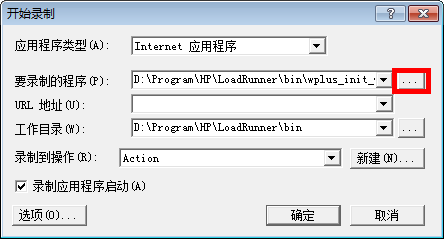 开始录制
应用程序类型(A): Internet 应用程序
要录制的程序(P): D:\Program\HP\LoadRunner\bin\wplus_init_ ...
URL 地址(U):
工作目录(W): D:\Program\HP\LoadRunner\bin ...
录制到操作(R): Action 新建(N)...
录制应用程序启动(A)
选项(O)... 确定 取消